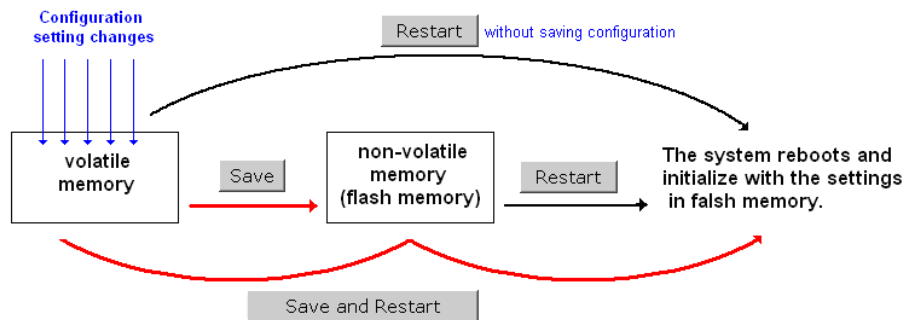 Configuration
setting changes
Restart
without saving configuration
volatile
memory
Save
non-volatile
memory
(flash memory)
Restart
The system reboots and
initialize with the settings
in falsh memory.
Save and Restart